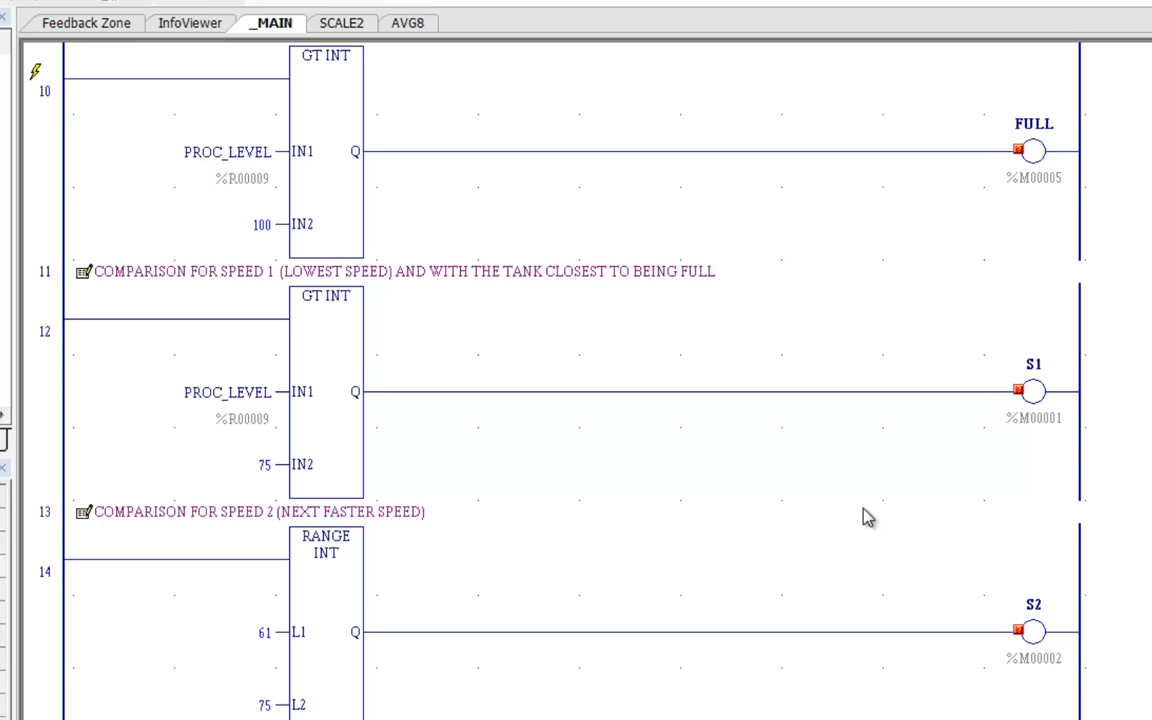 Feedback Zone InfoViewer _MAIN SCALE2 AVG8
GT INT
10
FULL
PROC_LEVEL IN1 Q
%R00009 %M00005
100 IN2
11 COMPARISON FOR SPEED 1 (LOWEST SPEED) AND WITH THE TANK CLOSEST TO BEING FULL
GT INT
12
S1
PROC_LEVEL IN1 Q
%R00009 %M00001
75 IN2
13 COMPARISON FOR SPEED 2 (NEXT FASTER SPEED)
RANGE
INT
14
S2
61 L1 Q
%M00002
75 L2